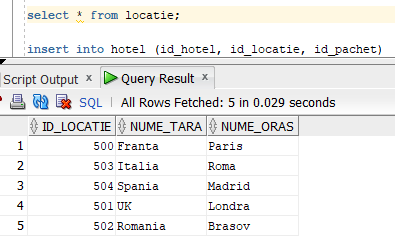 select * from locatie;
insert into hotel (id_hotel, id_locatie, id_pachet)
Script Output x Query Result x
SQL | All Rows Fetched: 5 in 0.029 seconds
ID_LOCATIE NUME_TARA NUME_ORAS
1 500 Franta Paris
2 503 Italia Roma
3 504 Spania Madrid
4 501 UK Londra
5 502 Romania Brasov